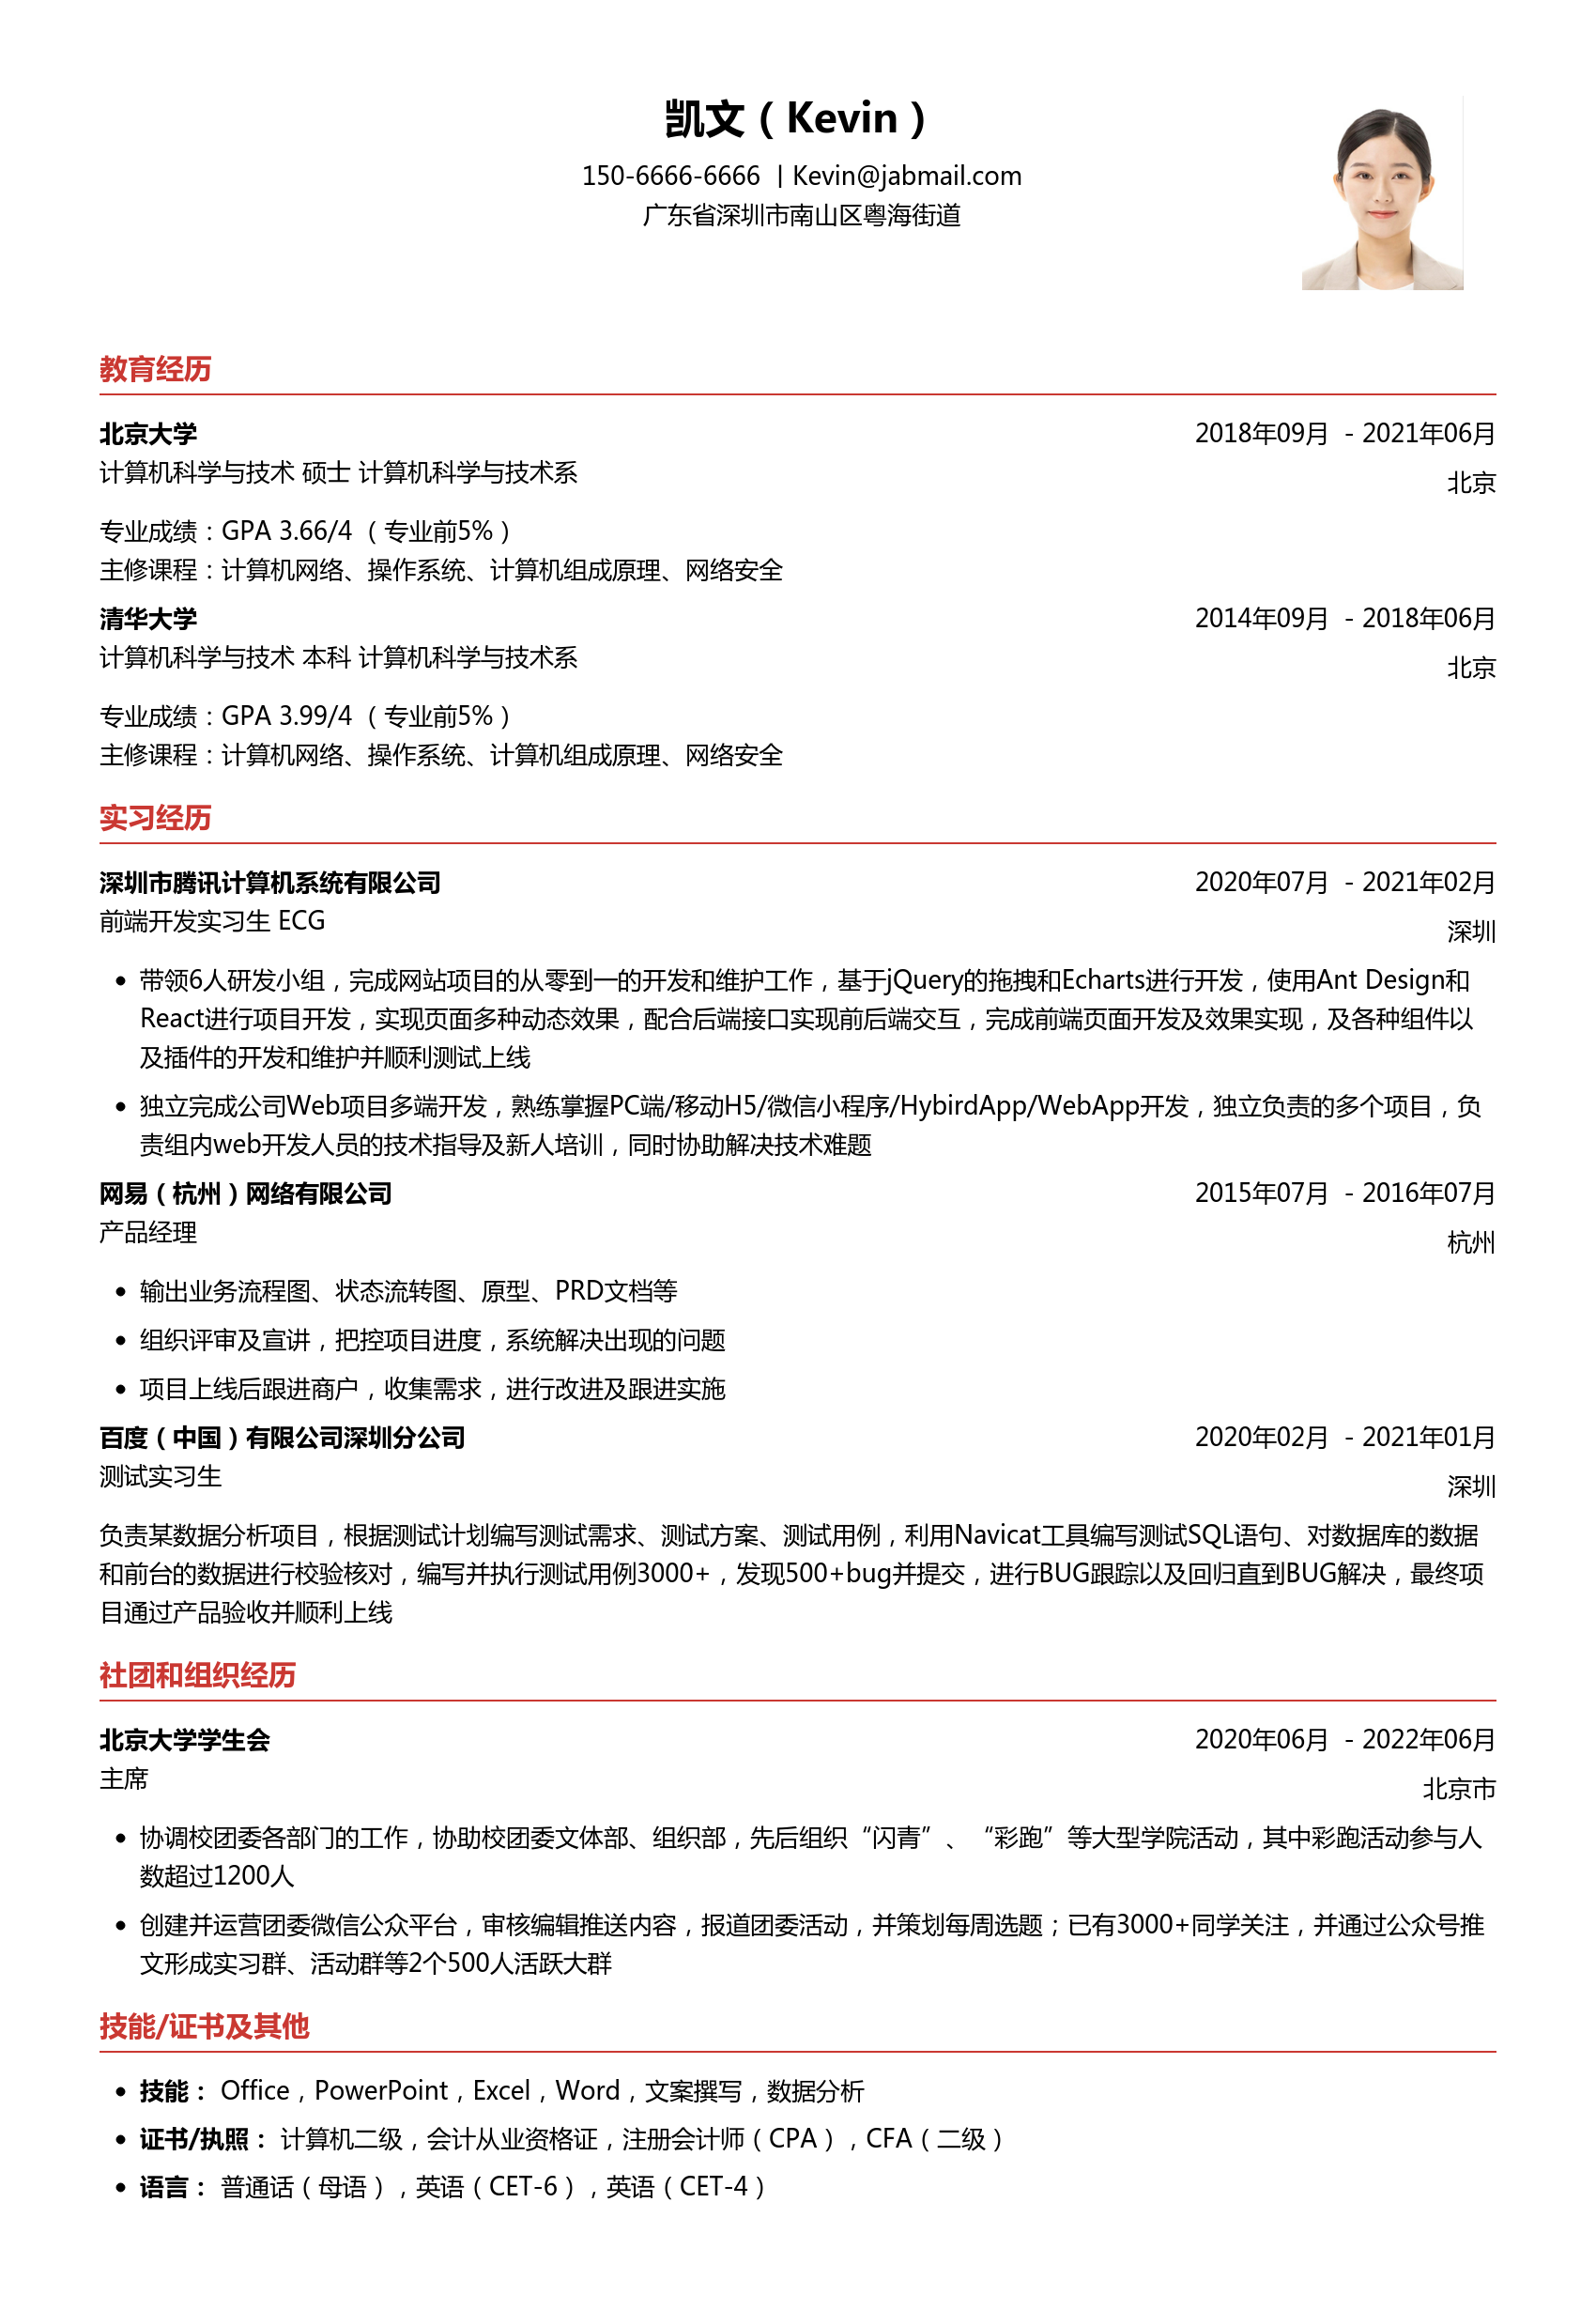 凯文（Kevin）
150-6666-6666 | Kevin@jabmail.com
广东省深圳市南山区粤海街道
教育经历
北京大学 2018年09月 - 2021年06月
计算机科学与技术 硕士 计算机科学与技术系 北京
专业成绩：GPA 3.66/4 （专业前5%）
主修课程：计算机网络、操作系统、计算机组成原理、网络安全
清华大学 2014年09月 - 2018年06月
计算机科学与技术 本科 计算机科学与技术系 北京
专业成绩：GPA 3.99/4 （专业前5%）
主修课程：计算机网络、操作系统、计算机组成原理、网络安全
实习经历
深圳市腾讯计算机系统有限公司 2020年07月 - 2021年02月
前端开发实习生 ECG 深圳
• 带领6人研发小组，完成网站项目的从零到一的开发和维护工作，基于jQuery的拖拽和Echarts进行开发，使用Ant Design和
React进行项目开发，实现页面多种动态效果，配合后端接口实现前后端交互，完成前端页面开发及效果实现，及各种组件以
及插件的开发和维护并顺利测试上线
• 独立完成公司Web项目多端开发，熟练掌握PC端/移动H5/微信小程序/HybirdApp/WebApp开发，独立负责的多个项目，负
责组内web开发人员的技术指导及新人培训，同时协助解决技术难题
网易（杭州）网络有限公司 2015年07月 - 2016年07月
产品经理 杭州
• 输出业务流程图、状态流转图、原型、PRD文档等
• 组织评审及宣讲，把控项目进度，系统解决出现的问题
• 项目上线后跟进商户，收集需求，进行改进及跟进实施
百度（中国）有限公司深圳分公司 2020年02月 - 2021年01月
测试实习生 深圳
负责某数据分析项目，根据测试计划编写测试需求、测试方案、测试用例，利用Navicat工具编写测试SQL语句、对数据库的数据
和前台的数据进行校验核对，编写并执行测试用例3000+，发现500+bug并提交，进行BUG跟踪以及回归直到BUG解决，最终项
目通过产品验收并顺利上线
社团和组织经历
北京大学学生会 2020年06月 - 2022年06月
主席 北京市
• 协调校团委各部门的工作，协助校团委文体部、组织部，先后组织“闪青”、“彩跑”等大型学院活动，其中彩跑活动参与人
数超过1200人
• 创建并运营团委微信公众平台，审核编辑推送内容，报道团委活动，并策划每周选题；已有3000+同学关注，并通过公众号推
文形成实习群、活动群等2个500人活跃大群
技能/证书及其他
• 技能： Office，PowerPoint，Excel，Word，文案撰写，数据分析
• 证书/执照： 计算机二级，会计从业资格证，注册会计师（CPA），CFA（二级）
• 语言： 普通话（母语），英语（CET-6），英语（CET-4）